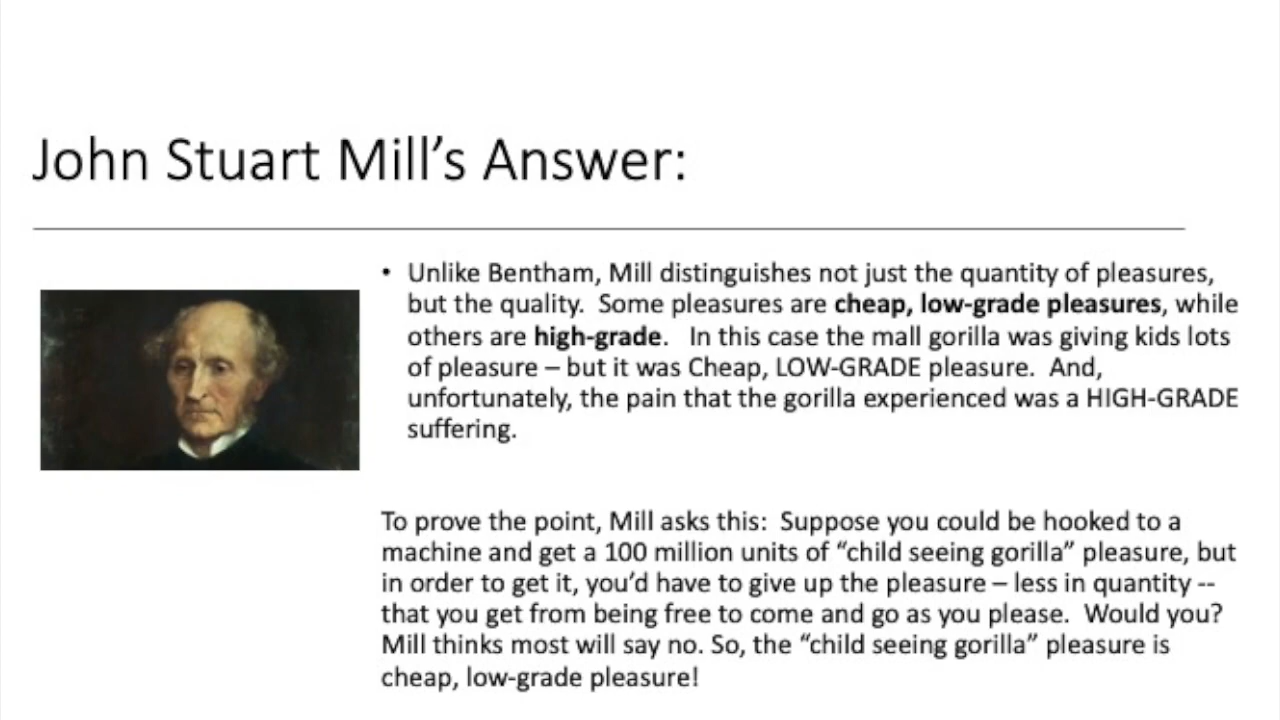 John Stuart Mill’s Answer:
• Unlike Bentham, Mill distinguishes not just the quantity of pleasures,
but the quality.  Some pleasures are cheap, low-grade pleasures, while
others are high-grade.   In this case the mall gorilla was giving kids lots
of pleasure – but it was Cheap, LOW-GRADE pleasure.  And,
unfortunately, the pain that the gorilla experienced was a HIGH-GRADE
suffering.
To prove the point, Mill asks this:  Suppose you could be hooked to a
machine and get a 100 million units of “child seeing gorilla” pleasure, but
in order to get it, you’d have to give up the pleasure – less in quantity --
that you get from being free to come and go as you please.  Would you?
Mill thinks most will say no. So, the “child seeing gorilla” pleasure is
cheap, low-grade pleasure!